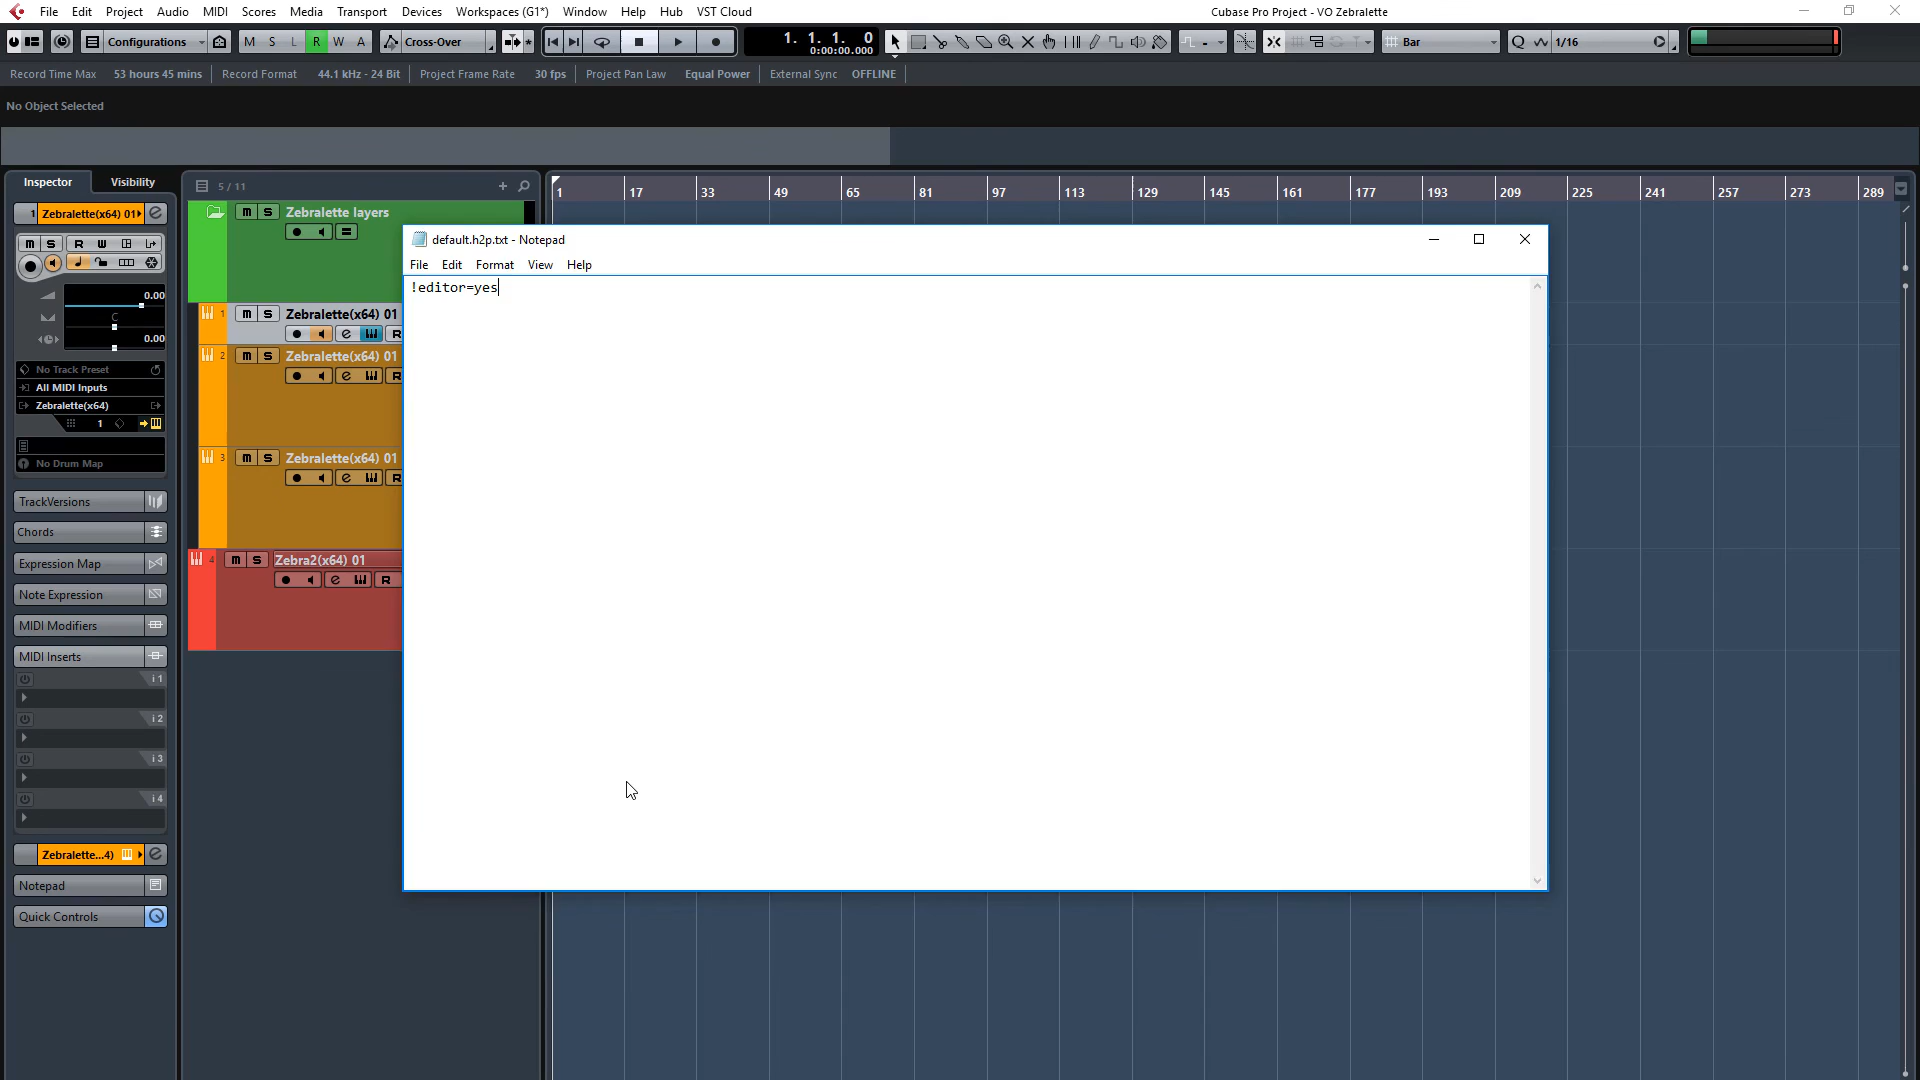 File Edit Project Audio MIDI Scores Media Transport Devices Workspaces (G1*) Window Help Hub VST Cloud
Cubase Pro Project - VO Zebralette
Configurations
M S L R W A
Cross-Over
1. 1. 1. 0
0:00:00.000
Bar
Q 1/16
Record Time Max 53 hours 45 mins Record Format 44.1 kHz - 24 Bit Project Frame Rate 30 fps Project Pan Law Equal Power External Sync OFFLINE
No Object Selected
Inspector Visibility
5 / 11
1 17 33 49 65 81 97 113 129 145 161 177 193 209 225 241 257 273 289
1 Zebralette(x64) 01
m S R W
0.00
C
0.00
No Track Preset
All MIDI Inputs
Zebralette(x64)
1
No Drum Map
TrackVersions
Chords
Expression Map
Note Expression
MIDI Modifiers
MIDI Inserts
i 1
i 2
i 3
i 4
Zebralette...4)
Notepad
Quick Controls
m S Zebralette layers
1 m S Zebralette(x64) 01
R
2 m S Zebralette(x64) 01
R
3 m S Zebralette(x64) 01
R
4 m S Zebra2(x64) 01
R
default.h2p.txt - Notepad
File Edit Format View Help
!editor=yes